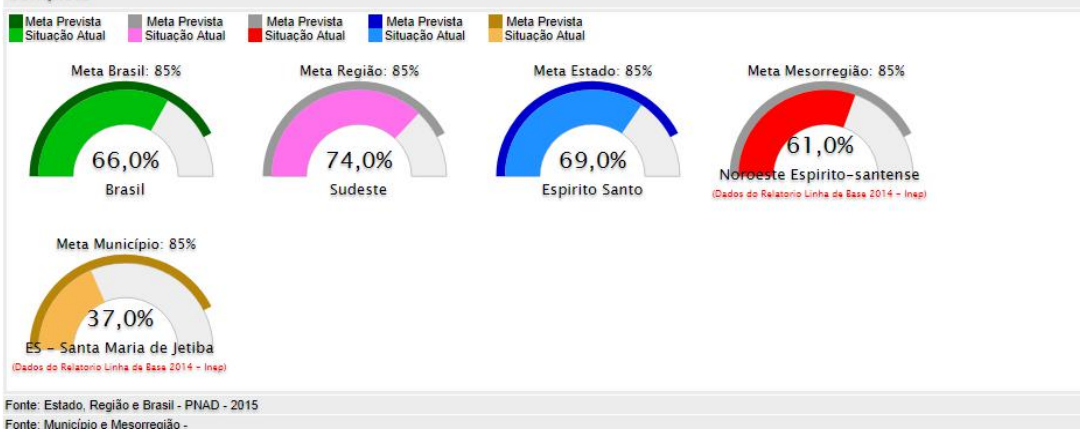 Meta Prevista Meta Prevista Meta Prevista Meta Prevista Meta Prevista
Situação Atual Situação Atual Situação Atual Situação Atual Situação Atual
Meta Brasil: 85% Meta Região: 85% Meta Estado: 85% Meta Mesorregião: 85%
66,0% 74,0% 69,0% 61,0%
Brasil Sudeste Espirito Santo Noroeste Espirito-santense
(Dados do Relatorio Linha de Base 2014 - Inep)
Meta Município: 85%
37,0%
ES - Santa Maria de Jetiba
(Dados do Relatorio Linha de Base 2014 - Inep)
Fonte: Estado, Região e Brasil - PNAD - 2015
Fonte: Município e Mesorregião -